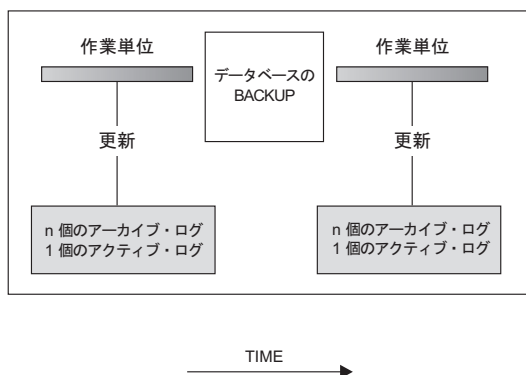 作業単位
データベースの
BACKUP
作業単位
更新
更新
n 個のアーカイブ・ログ
1 個のアクティブ・ログ
n 個のアーカイブ・ログ
1 個のアクティブ・ログ
TIME